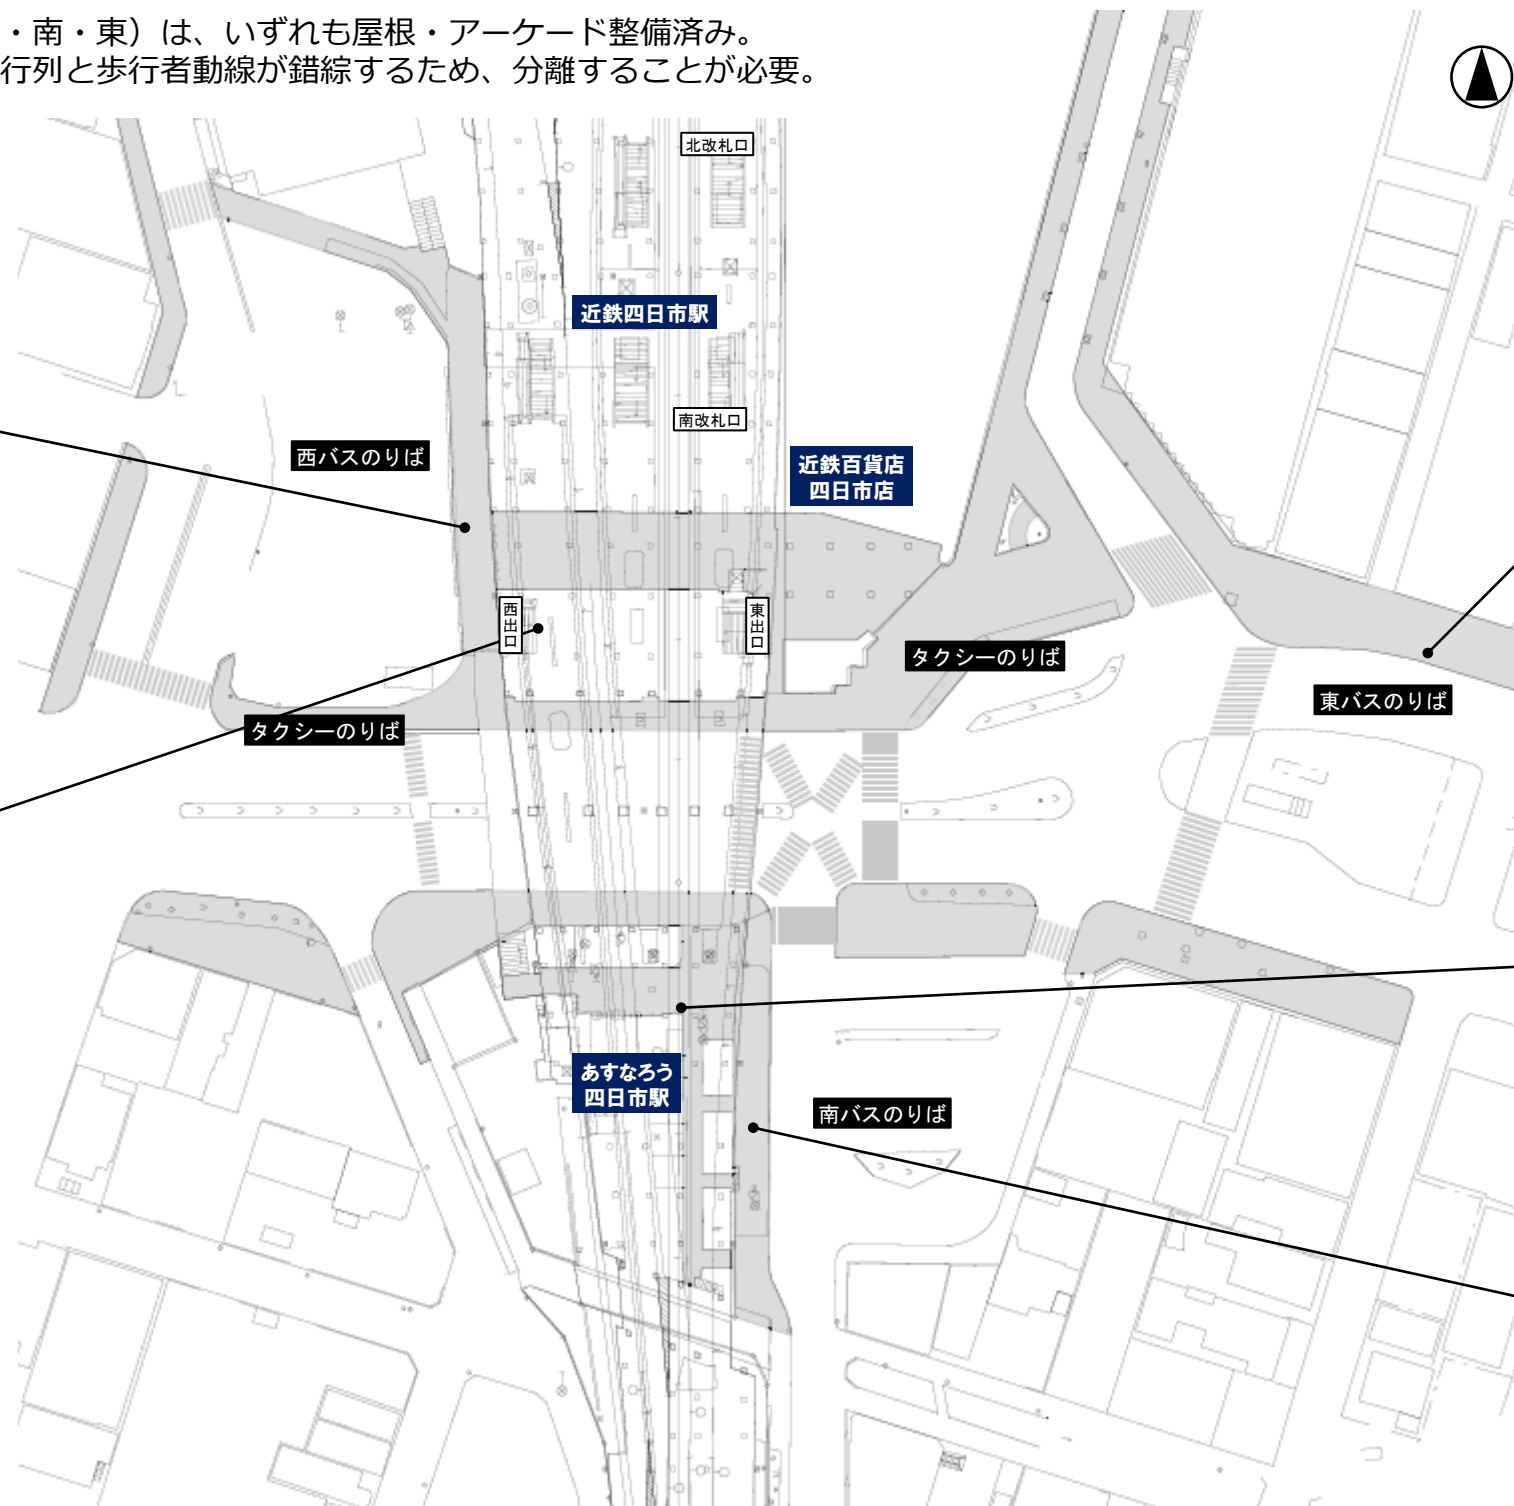 ・南・東）は、いずれも屋根・アーケード整備済み。
行列と歩行者動線が錯綜するため、分離することが必要。
北改札口
近鉄四日市駅
南改札口
西バスのりば
近鉄百貨店
四日市店
西出口
東出口
タクシーのりば
東バスのりば
タクシーのりば
あすなろう
四日市駅
南バスのりば